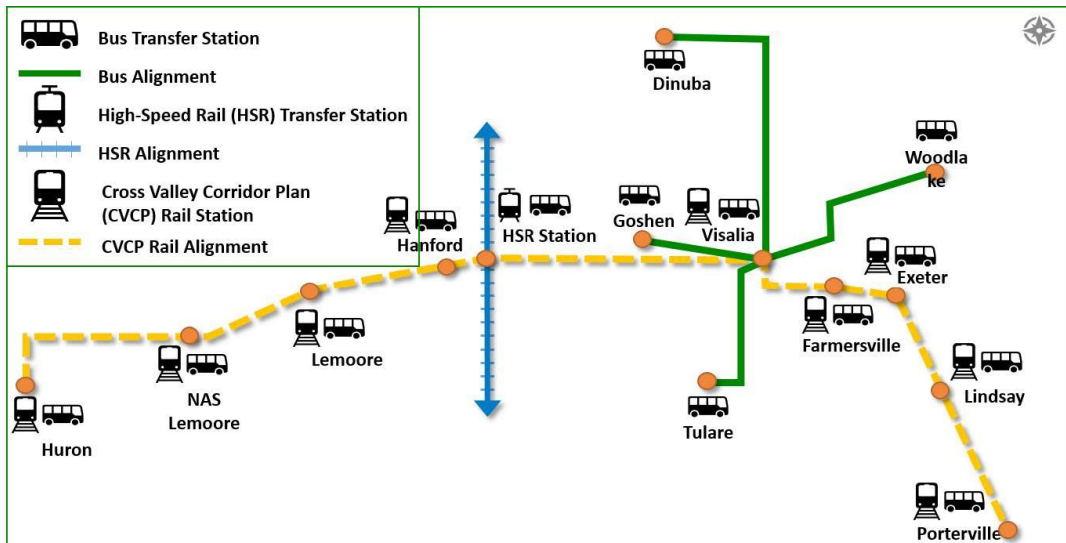 Bus Transfer Station
Bus Alignment
High-Speed Rail (HSR) Transfer Station
HSR Alignment
Cross Valley Corridor Plan
(CVCP) Rail Station
CVCP Rail Alignment
Dinuba
Woodla
ke
Goshen
Visalia
HSR Station
Hanford
Exeter
Farmersville
Lemoore
NAS
Lemoore
Lindsay
Tulare
Huron
Porterville